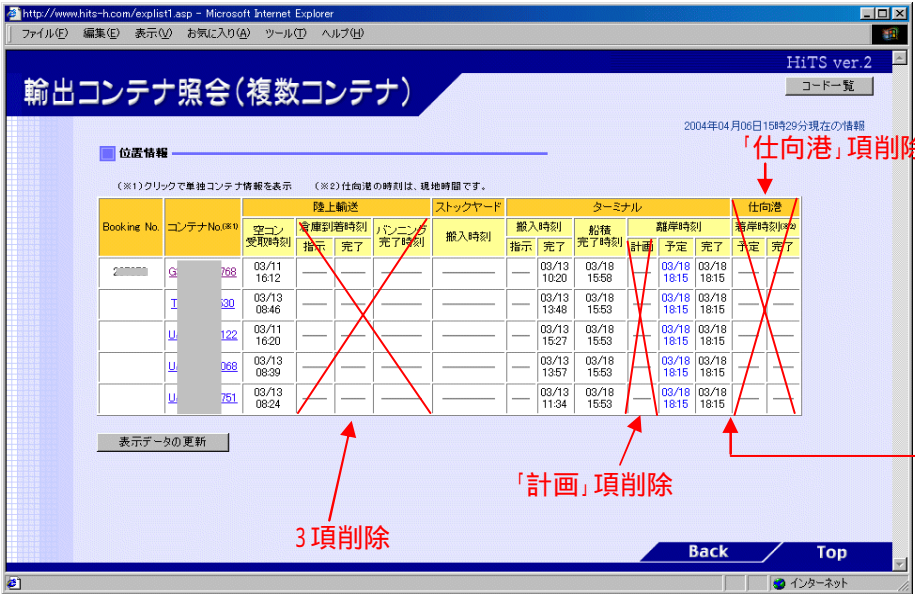 http://www.hits-h.com/explist1.asp - Microsoft Internet Explorer
ファイル(F) 編集(E) 表示(V) お気に入り(A) ツール(T) ヘルプ(H)
HiTS ver.2
輸出コンテナ照会(複数コンテナ)
コード一覧
2004年04月06日15時29分現在の情報
「仕向港」項削除
位置情報
(※1)クリックで単独コンテナ情報を表示 (※2)仕向港の時刻は、現地時間です。
Booking No. コンテナNo.(※1) 陸上輸送 ストックヤード ターミナル 仕向港
空コン受取時刻 倉庫到着時刻 バンニング完了時刻 搬入時刻 搬入時刻 船積完了時刻 離岸時刻 着岸時刻(※2)
指示 完了 指示 完了 計画 予定 完了 予定 完了
G 768 03/11 16:12 — — — — — 03/13 10:20 03/18 15:58 — 03/18 18:15 03/18 18:15 — —
T 530 03/13 08:46 — — — — — 03/13 13:48 03/18 15:53 — 03/18 18:15 03/18 18:15 — —
U 122 03/11 16:20 — — — — — 03/13 15:27 03/18 15:53 — 03/18 18:15 03/18 18:15 — —
U 068 03/13 08:39 — — — — — 03/13 13:57 03/18 15:53 — 03/18 18:15 03/18 18:15 — —
U 751 03/13 08:24 — — — — — 03/13 11:34 03/18 15:53 — 03/18 18:15 03/18 18:15 — —
表示データの更新
「計画」項削除
3項削除
Back Top
インターネット